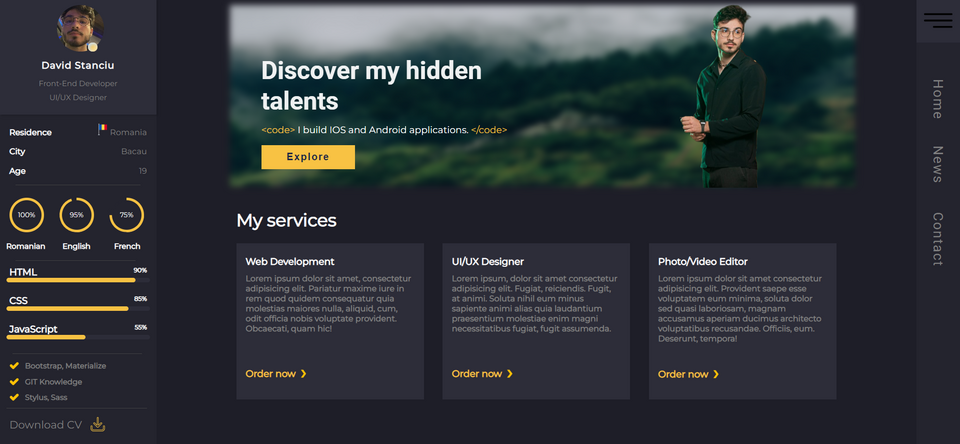 David Stanciu
Front-End Developer
UI/UX Designer
Residence
Romania
City
Bacau
Age
19
100%
95%
75%
Romanian
English
French
HTML
90%
CSS
85%
JavaScript
55%
Bootstrap, Materialize
GIT Knowledge
Stylus, Sass
Download CV
Discover my hidden
talents
<code> I build IOS and Android applications. </code>
Explore
My services
Web Development
Lorem ipsum dolor sit amet, consectetur
adipisicing elit. Pariatur maxime iure in
rem quod quidem consequatur quia
molestias maiores nulla, aliquid, cum,
odit officia nobis voluptate provident.
Obcaecati, quam hic!
Order now ❯
UI/UX Designer
Lorem ipsum, dolor sit amet consectetur
adipisicing elit. Fugiat, reiciendis. Fugit,
at animi. Soluta nihil eum minus
sapiente animi alias quia laudantium
praesentium molestiae enim magni
necessitatibus fugiat, fugit assumenda.
Order now ❯
Photo/Video Editor
Lorem ipsum dolor sit amet consectetur
adipisicing elit. Provident saepe esse
voluptatem eum minima, soluta dolor
sed quasi laboriosam, magnam
accusamus aperiam ducimus architecto
voluptatibus recusandae. Officiis, eum.
Deserunt, tempora!
Order now ❯
Home
News
Contact